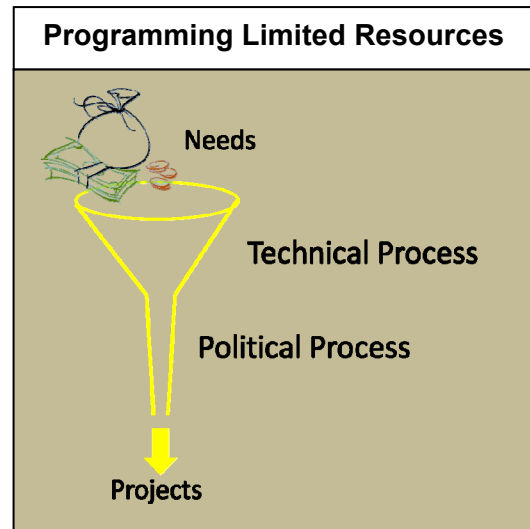 Programming Limited Resources
Needs
Technical Process
Political Process
Projects